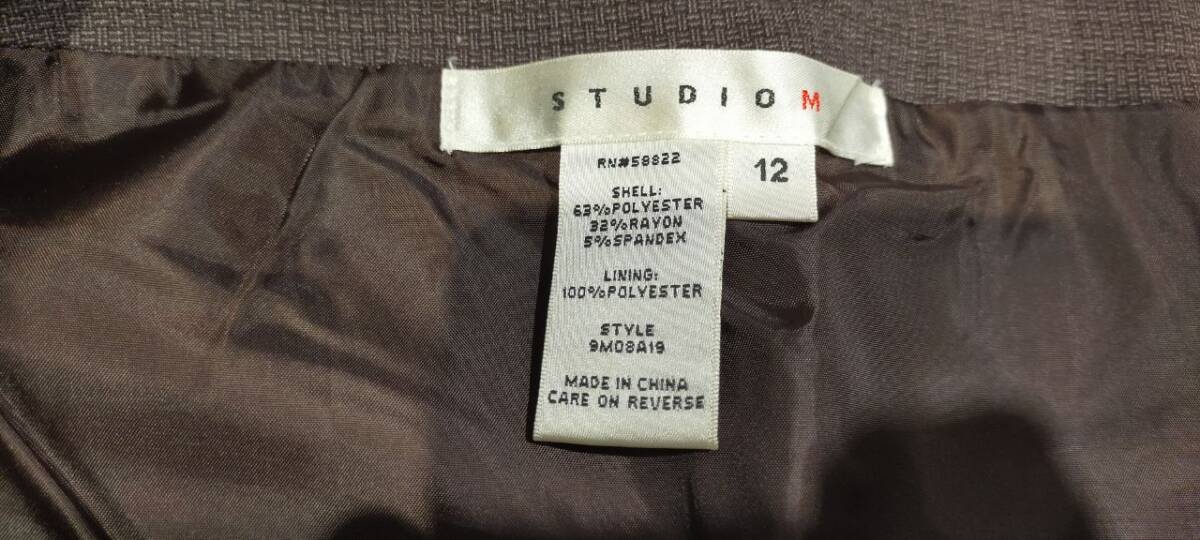 STUDIO M
12
RN#58822
SHELL:
63%POLYESTER
32%RAYON
5%SPANDEX
LINING:
100%POLYESTER
STYLE
9M08A19
MADE IN CHINA
CARE ON REVERSE